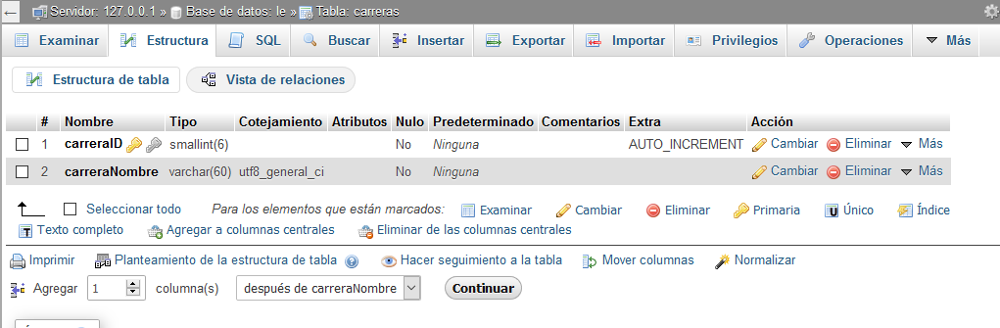 Servidor: 127.0.0.1 » Base de datos: le » Tabla: carreras
Examinar Estructura SQL Buscar Insertar Exportar Importar Privilegios Operaciones Más
Estructura de tabla Vista de relaciones
# Nombre Tipo Cotejamiento Atributos Nulo Predeterminado Comentarios Extra Acción
1 carreraID smallint(6) No Ninguna AUTO_INCREMENT Cambiar Eliminar Más
2 carreraNombre varchar(60) utf8_general_ci No Ninguna Cambiar Eliminar Más
Seleccionar todo Para los elementos que están marcados: Examinar Cambiar Eliminar Primaria Único Índice
Texto completo Agregar a columnas centrales Eliminar de las columnas centrales
Imprimir Planteamiento de la estructura de tabla Hacer seguimiento a la tabla Mover columnas Normalizar
Agregar 1 columna(s) después de carreraNombre Continuar